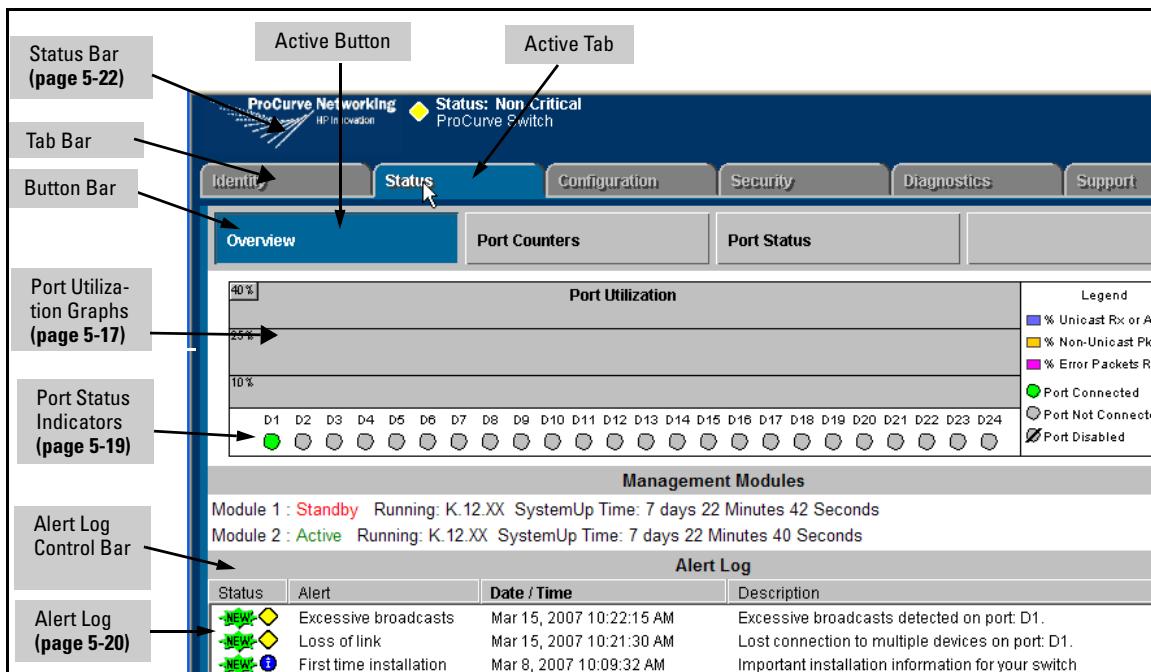 Active Button
Active Tab
Status Bar
(page 5-22)
ProCurve Networking
HP Innovation
Status: Non-Critical
ProCurve Switch
Tab Bar
Identity
Status
Configuration
Security
Diagnostics
Support
Button Bar
Overview
Port Counters
Port Status
Port Utiliza-
tion Graphs
(page 5-17)
40 %
Port Utilization
25 %
10 %
Legend
% Unicast Rx or A
% Non-Unicast Pk
% Error Packets R
Port Connected
Port Not Connecte
Port Disabled
Port Status
Indicators
(page 5-19)
D1 D2 D3 D4 D5 D6 D7 D8 D9 D10 D11 D12 D13 D14 D15 D16 D17 D18 D19 D20 D21 D22 D23 D24
Management Modules
Module 1 : Standby Running: K.12.XX SystemUp Time: 7 days 22 Minutes 42 Seconds
Module 2 : Active Running: K.12.XX SystemUp Time: 7 days 22 Minutes 40 Seconds
Alert Log
Control Bar
Alert Log
Status Alert Date / Time Description
Alert Log
(page 5-20)
NEW Excessive broadcasts Mar 15, 2007 10:22:15 AM Excessive broadcasts detected on port: D1.
NEW Loss of link Mar 15, 2007 10:21:30 AM Lost connection to multiple devices on port: D1.
NEW First time installation Mar 8, 2007 10:09:32 AM Important installation information for your switch